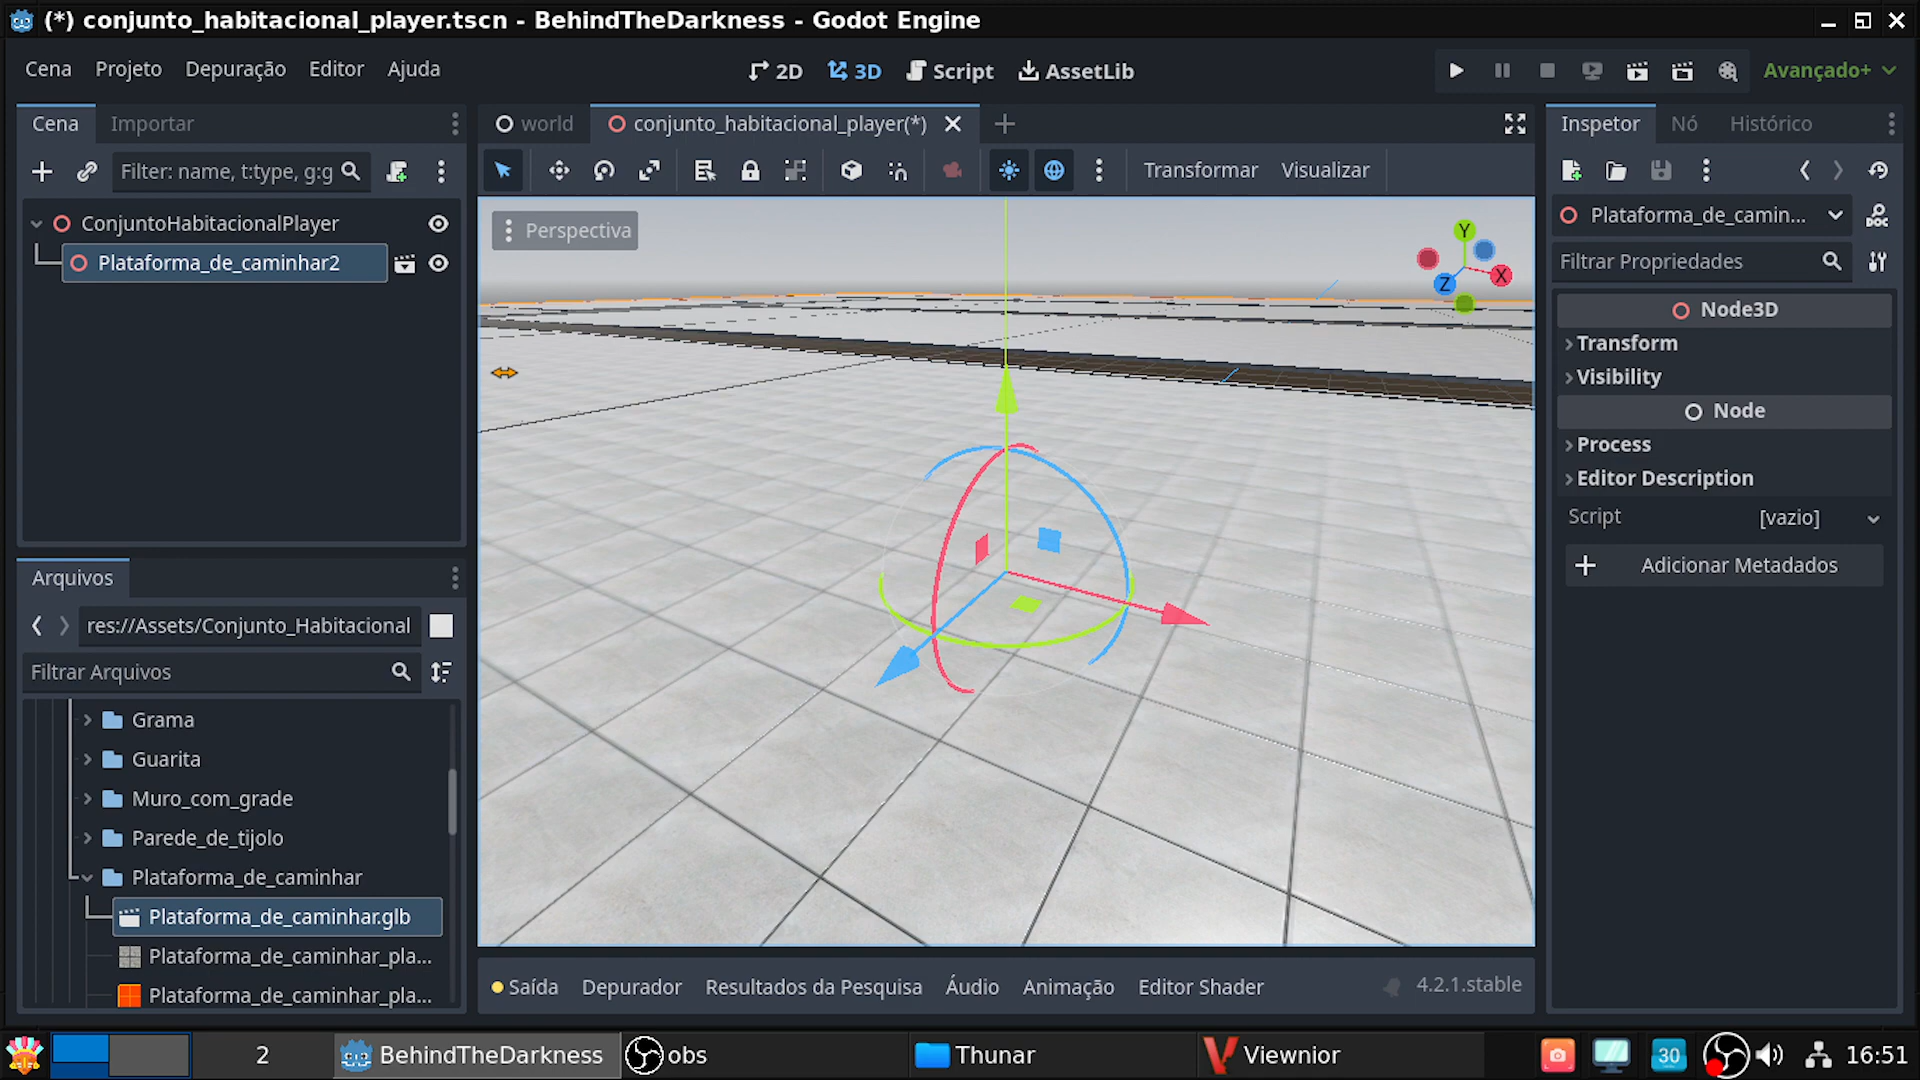 (*) conjunto_habitacional_player.tscn - BehindTheDarkness - Godot Engine
Cena Projeto Depuração Editor Ajuda
2D 3D Script AssetLib
Avançado+
Cena Importar
world conjunto_habitacional_player(*)
Inspetor Nó Histórico
Filter: name, t:type, g:g
Transformar Visualizar
ConjuntoHabitacionalPlayer
Plataforma_de_caminhar2
Perspectiva
Y
X
Z
Plataforma_de_camin...
DOC
Filtrar Propriedades
Node3D
Transform
Visibility
Node
Process
Editor Description
Script [vazio]
Adicionar Metadados
Arquivos
res://Assets/Conjunto_Habitacional
Filtrar Arquivos
Grama
Guarita
Muro_com_grade
Parede_de_tijolo
Plataforma_de_caminhar
Plataforma_de_caminhar.glb
Plataforma_de_caminhar_pla...
Plataforma_de_caminhar_pla...
Saída Depurador Resultados da Pesquisa Áudio Animação Editor Shader 4.2.1.stable
2 BehindTheDarkness obs Thunar Viewnior 30 16:51